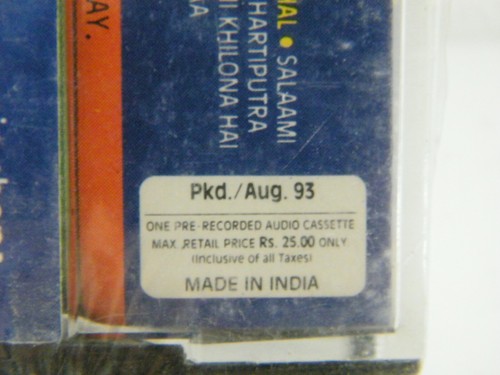 AY.
SALAAMI
HARTIPUTRA
KHILONA HAI
Pkd./Aug. 93
ONE PRE-RECORDED AUDIO CASSETTE
MAX. RETAIL PRICE Rs. 25.00 ONLY
(Inclusive of all Taxes)
MADE IN INDIA